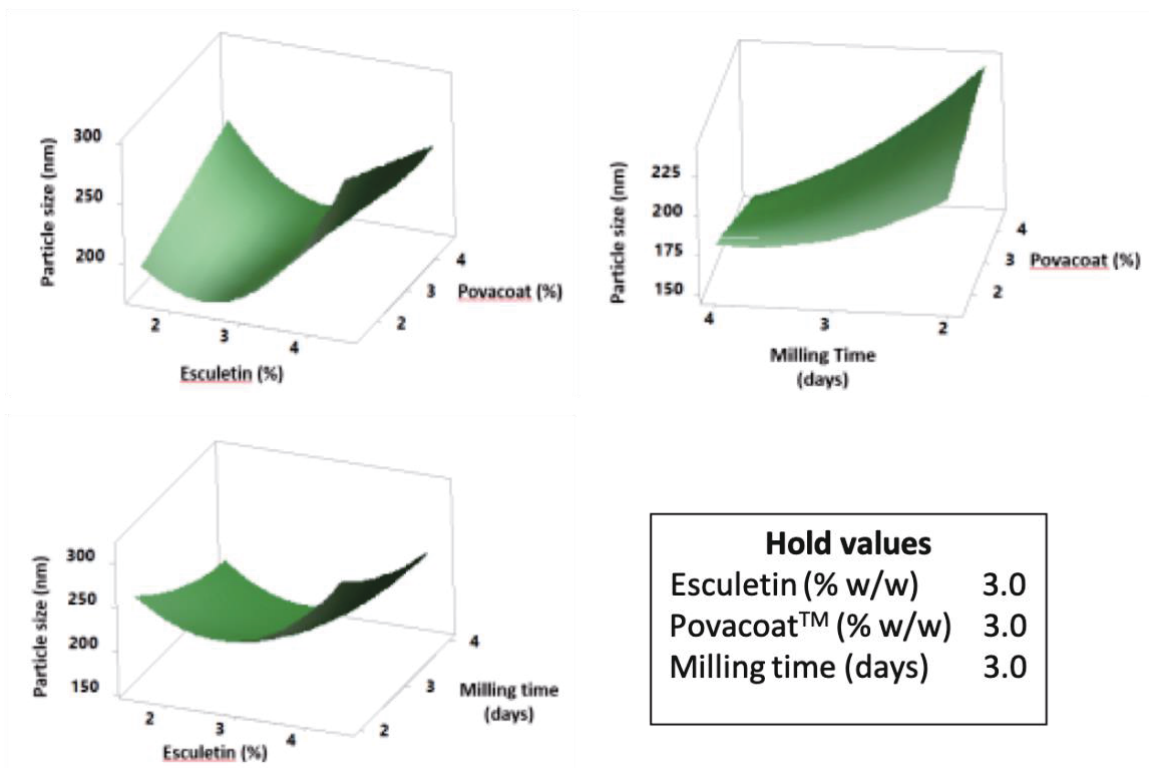 Particle size (nm)
300
250
200
2
3
4
Esculetin (%)
2
3
4
Povacoat (%)
Particle size (nm)
225
200
175
150
4
3
2
Milling Time
(days)
2
3
4
Povacoat (%)
Particle size (nm)
300
250
200
150
2
3
4
Esculetin (%)
2
3
4
Milling time
(days)
Hold values
Esculetin (% w/w) 3.0
Povacoat™ (% w/w) 3.0
Milling time (days) 3.0